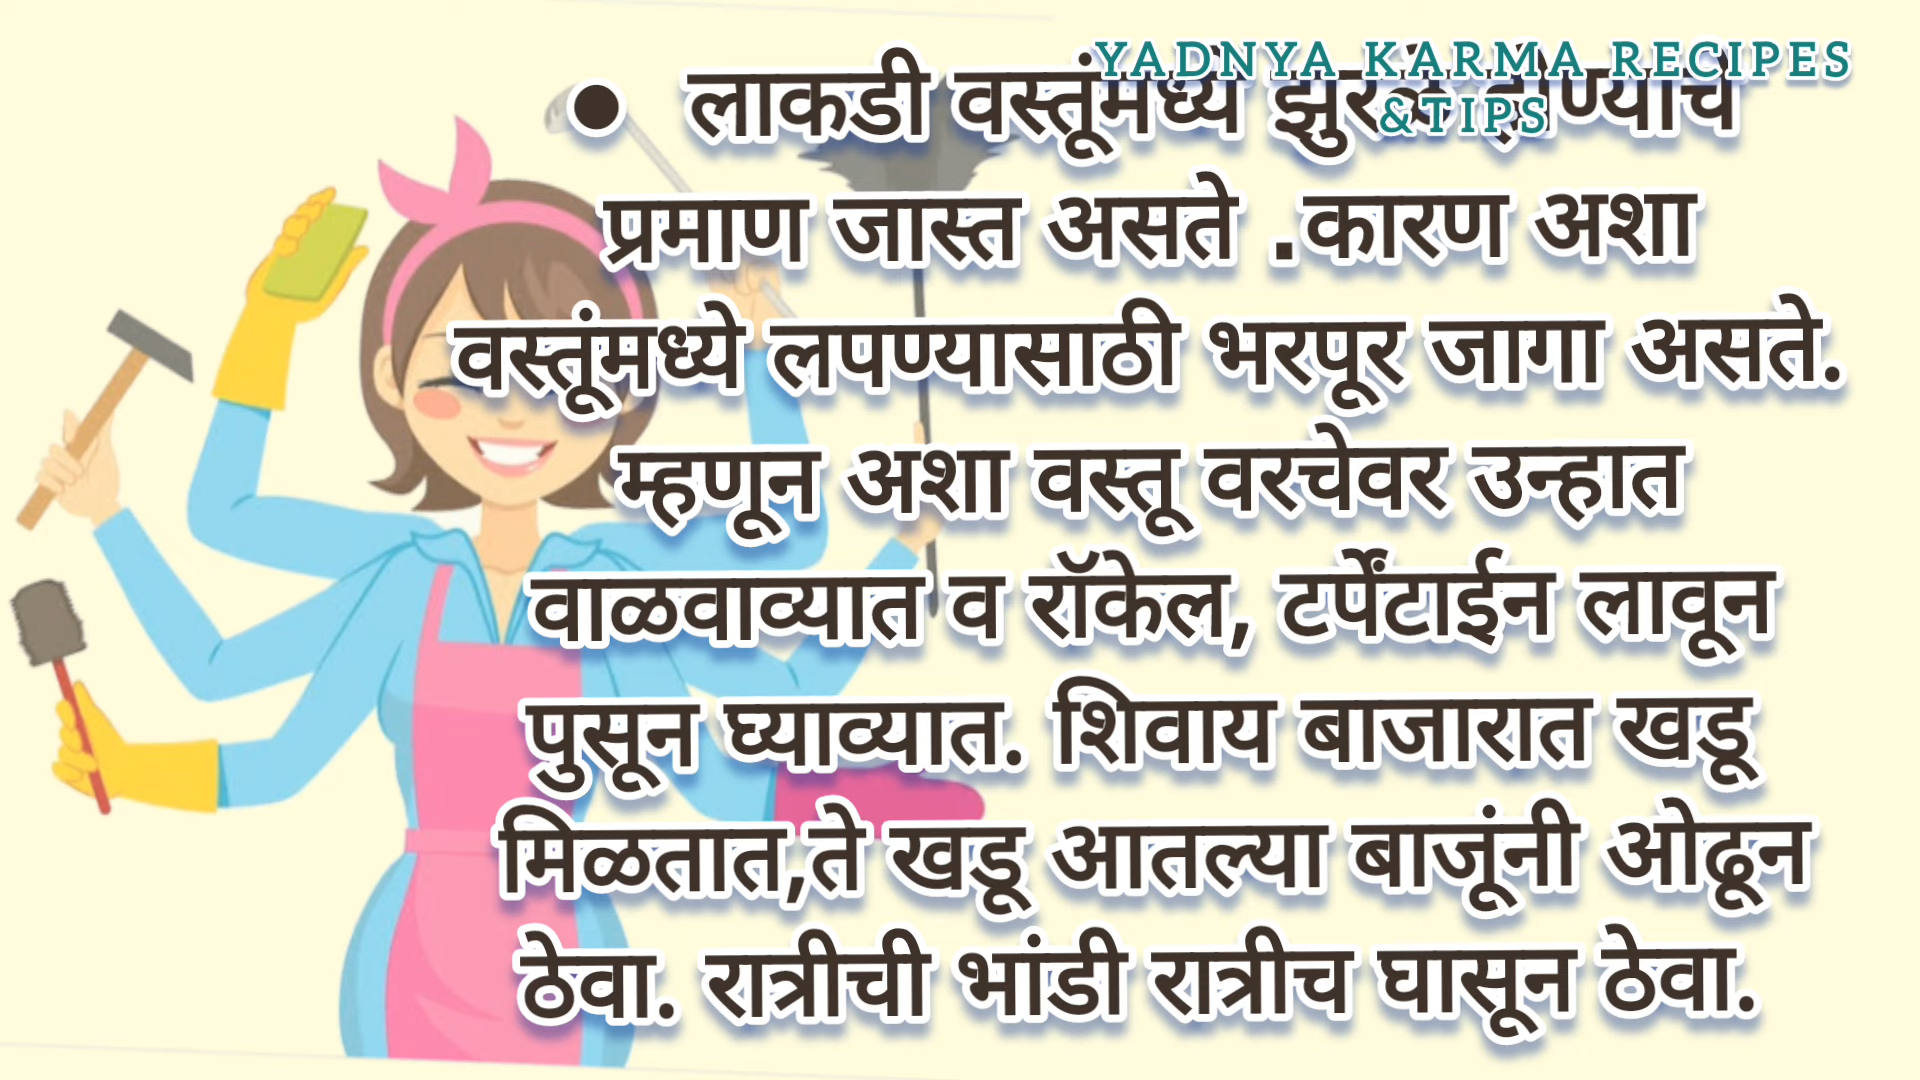 YADNYA KARMA RECIPES
&TIPS
• लाकडी वस्तूंमध्ये झुरळे होण्याचे
प्रमाण जास्त असते .कारण अशा
वस्तूंमध्ये लपण्यासाठी भरपूर जागा असते.
म्हणून अशा वस्तू वरचेवर उन्हात
वाळवाव्यात व रॉकेल, टर्पेंटाईन लावून
पुसून घ्याव्यात. शिवाय बाजारात खडू
मिळतात,ते खडू आतल्या बाजूंनी ओढून
ठेवा. रात्रीची भांडी रात्रीच घासून ठेवा.